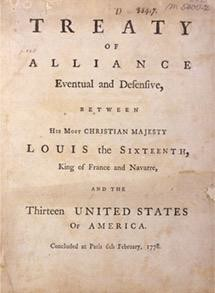 TREATY
OF
ALLIANCE
Eventual and Defensive,
BETWEEN
HIS MOST CHRISTIAN MAJESTY
LOUIS the SIXTEENTH,
King of France and Navarre,
AND THE
Thirteen UNITED STATES
OF AMERICA.
Concluded at Paris 6th February, 1778.